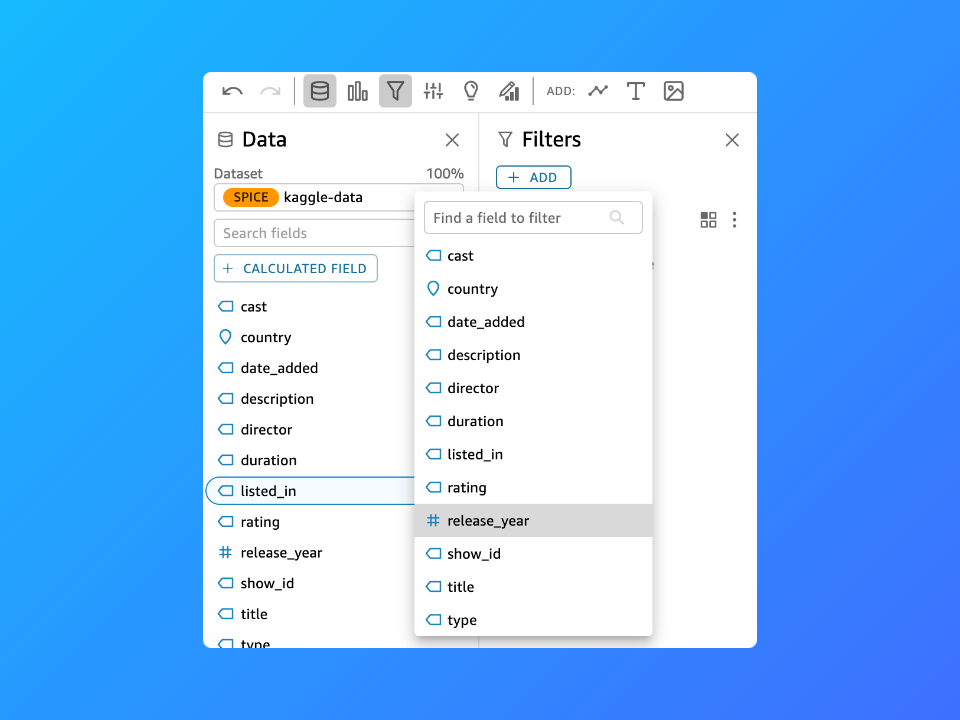 ADD:
Data
Dataset 100%
SPICE kaggle-data
Search fields
+ CALCULATED FIELD
cast
country
date_added
description
director
duration
listed_in
rating
release_year
show_id
title
type
Filters
+ ADD
Find a field to filter
cast
country
date_added
description
director
duration
listed_in
rating
release_year
show_id
title
type